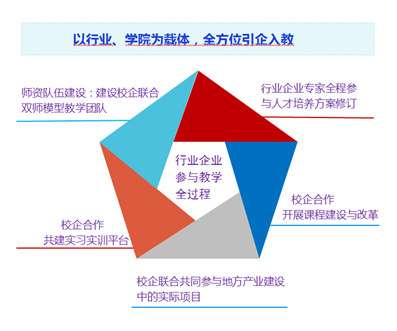 以行业、学院为载体，全方位引企入教
师资队伍建设：建设校企联合
双师模型教学团队
行业企业专家全程参
与人才培养方案修订
行业企业
参与教学
全过程
校企合作
共建实习实训平台
校企合作
开展课程建设与改革
校企联合共同参与地方产业建设
中的实际项目